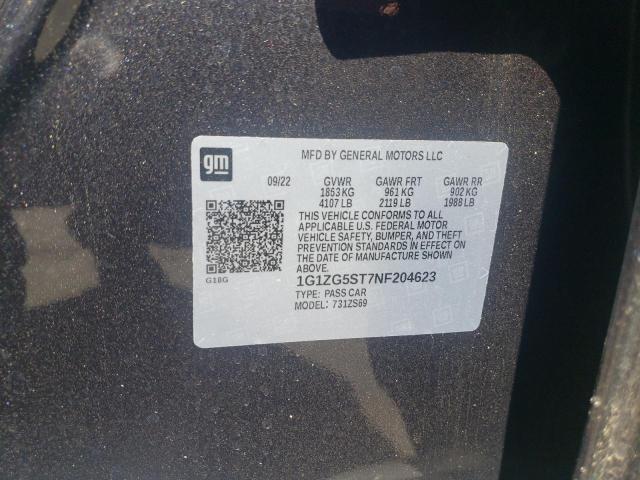 gm
MFD BY GENERAL MOTORS LLC
09/22 GVWR GAWR FRT GAWR RR
1853 KG 961 KG 902 KG
4107 LB 2119 LB 1988 LB
THIS VEHICLE CONFORMS TO ALL
APPLICABLE U.S. FEDERAL MOTOR
VEHICLE SAFETY, BUMPER, AND THEFT
PREVENTION STANDARDS IN EFFECT ON
THE DATE OF MANUFACTURE SHOWN
ABOVE.
G18G
1G1ZG5ST7NF204623
TYPE: PASS CAR
MODEL: 731ZS69